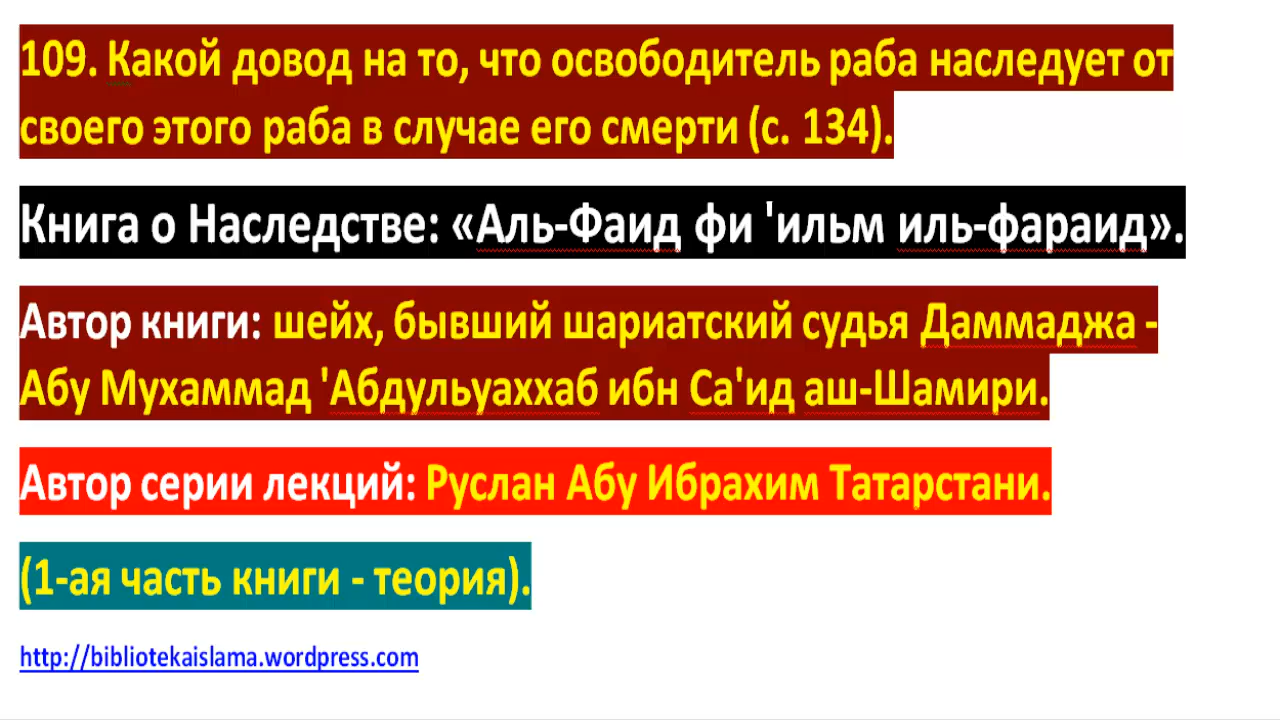 109. Какой довод на то, что освободитель раба наследует от
своего этого раба в случае его смерти (с. 134).
Книга о Наследстве: «Аль-Фаид фи 'ильм иль-фараид».
Автор книги: шейх, бывший шариатский судья Даммаджа -
Абу Мухаммад 'Абдульуаххаб ибн Са'ид аш-Шамири.
Автор серии лекций: Руслан Абу Ибрахим Татарстани.
(1-ая часть книги - теория).
http://bibliotekaislama.wordpress.com